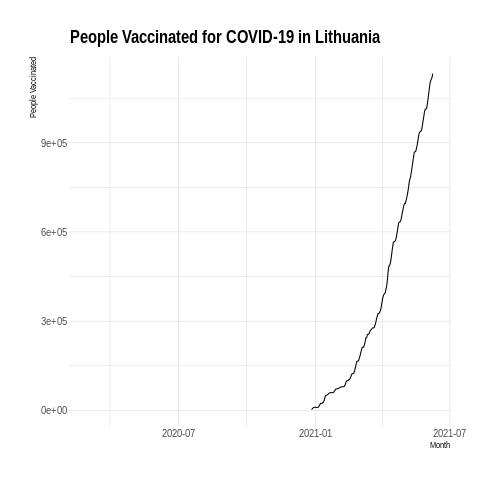 People Vaccinated for COVID-19 in Lithuania
People Vaccinated
9e+05
6e+05
3e+05
0e+00
2020-07
2021-01
2021-07
Month